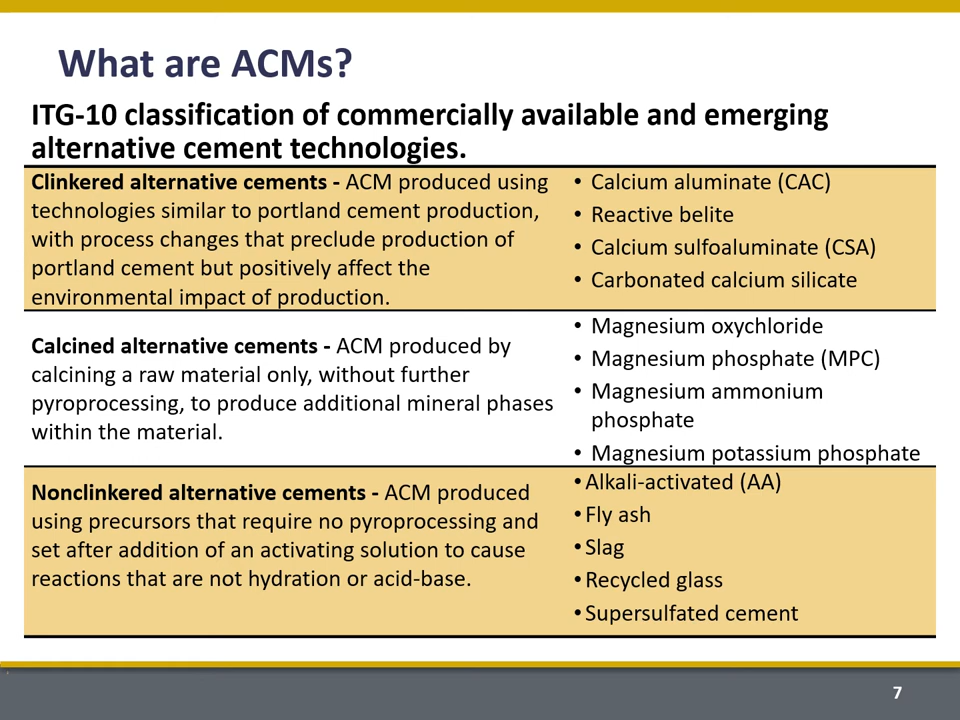 What are ACMs?
ITG-10 classification of commercially available and emerging
alternative cement technologies.
Clinkered alternative cements - ACM produced using
technologies similar to portland cement production,
with process changes that preclude production of
portland cement but positively affect the
environmental impact of production.
• Calcium aluminate (CAC)
• Reactive belite
• Calcium sulfoaluminate (CSA)
• Carbonated calcium silicate
Calcined alternative cements - ACM produced by
calcining a raw material only, without further
pyroprocessing, to produce additional mineral phases
within the material.
• Magnesium oxychloride
• Magnesium phosphate (MPC)
• Magnesium ammonium
phosphate
• Magnesium potassium phosphate
Nonclinkered alternative cements - ACM produced
using precursors that require no pyroprocessing and
set after addition of an activating solution to cause
reactions that are not hydration or acid-base.
• Alkali-activated (AA)
• Fly ash
• Slag
• Recycled glass
• Supersulfated cement
7